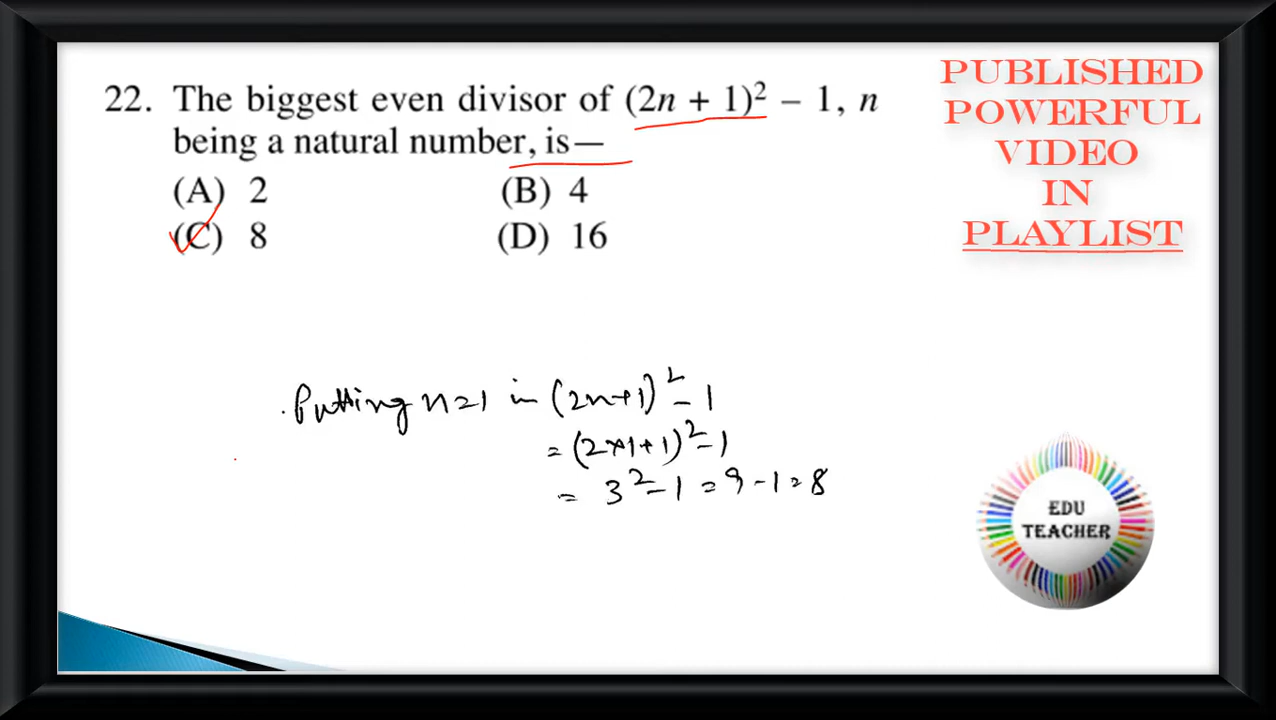 22. The biggest even divisor of (2n + 1)² – 1, n
being a natural number, is—
(A) 2
(B) 4
(C) 8
(D) 16
PUBLISHED
POWERFUL
VIDEO
IN
PLAYLIST
Putting n=1 in (2n+1)² – 1
= (2×1+1)² – 1
= 3² – 1 = 9 – 1 = 8
EDU
TEACHER